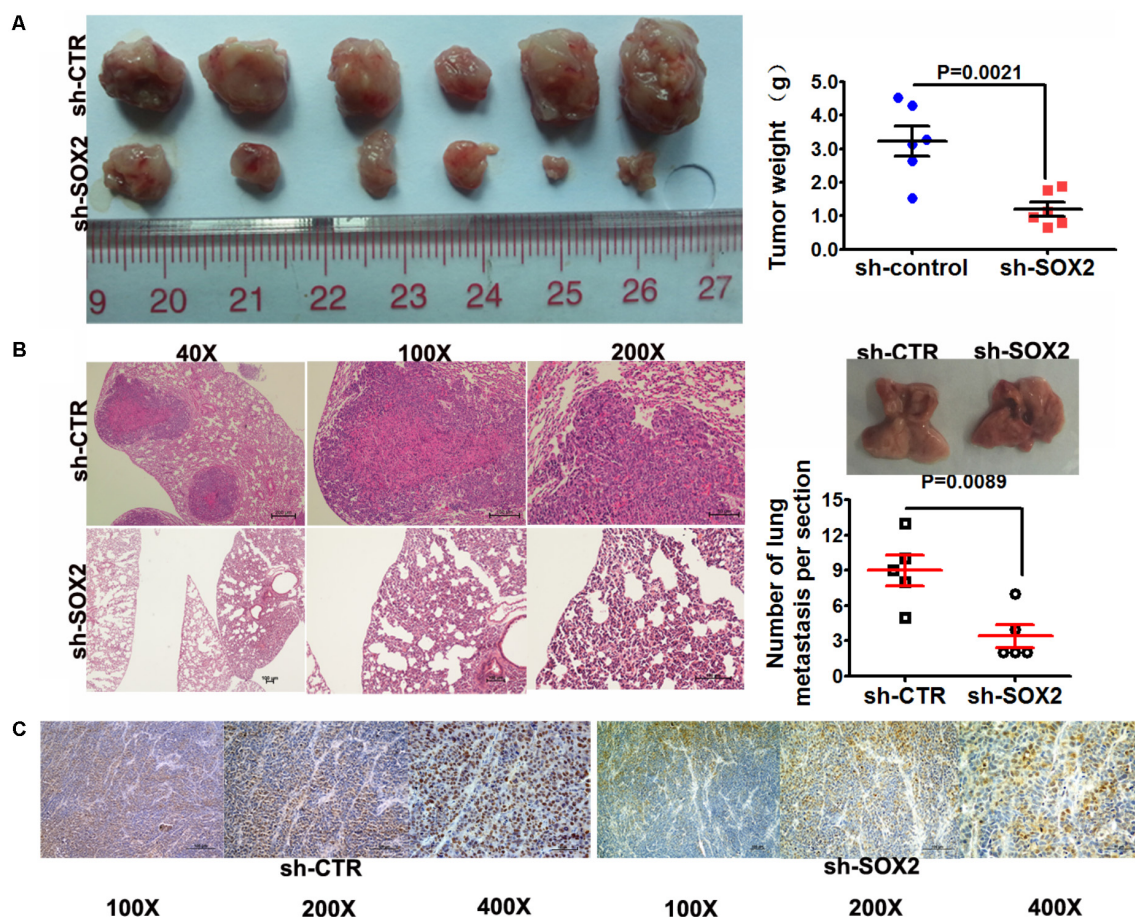 A
sh-CTR
sh-SOX2
9 20 21 22 23 24 25 26 27
Tumor weight (g)
P=0.0021
5.0
4.0
3.0
2.0
1.0
0.0
sh-control sh-SOX2
B
40X 100X 200X
sh-CTR
sh-SOX2
sh-CTR sh-SOX2
P=0.0089
Number of lung
metastasis per section
15
12
9
6
3
0
sh-CTR sh-SOX2
C
sh-CTR sh-SOX2
100X 200X 400X 100X 200X 400X